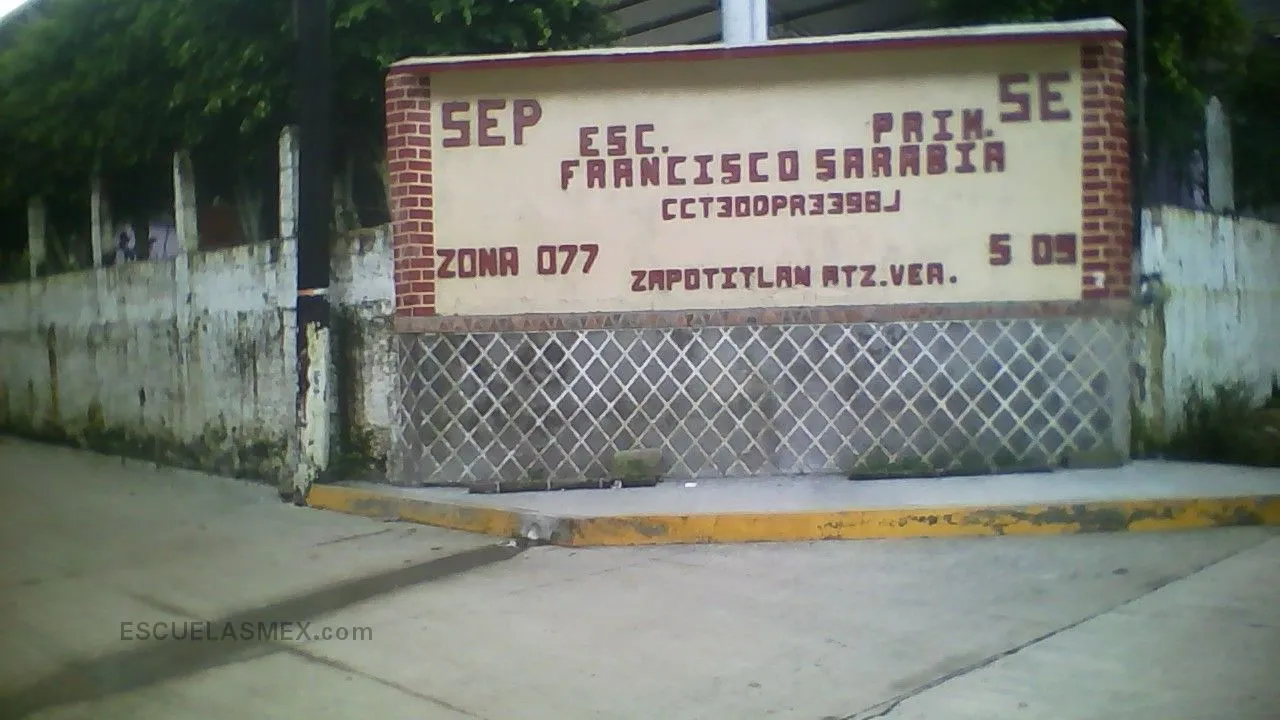 SEP SE
ESC. PRIM.
FRANCISCO SARABIA
CCT30DPR3398J
ZONA 077 S 09
ZAPOTITLAN ATZ.VER.
ESCUELASMEX.com